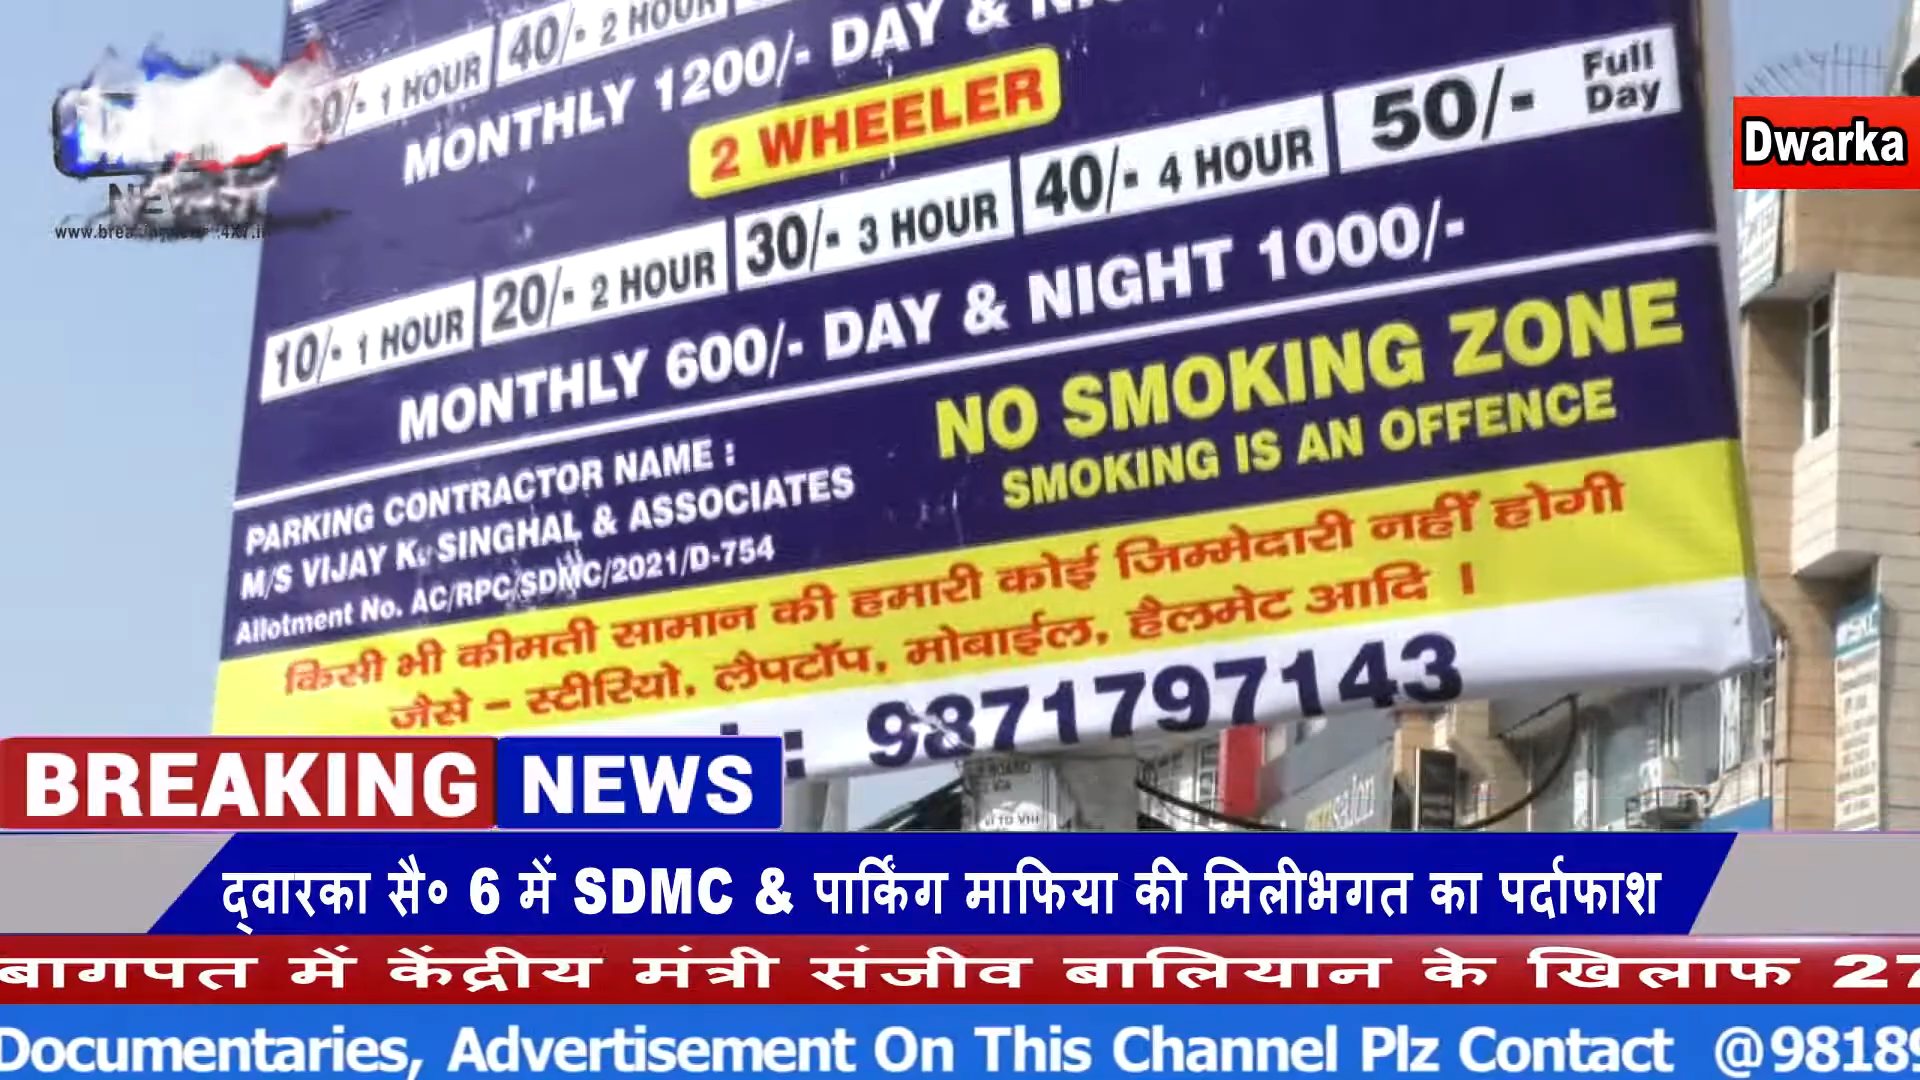 20/- 1 HOUR 40/- 2 HOUR
MONTHLY 1200/- DAY &
2 WHEELER
10/- 1 HOUR 20/- 2 HOUR 30/- 3 HOUR 40/- 4 HOUR 50/- Full Day
MONTHLY 600/- DAY & NIGHT 1000/-
NO SMOKING ZONE
SMOKING IS AN OFFENCE
PARKING CONTRACTOR NAME :
M/S VIJAY K. SINGHAL & ASSOCIATES
Allotment No. AC/RPC/SDMC/2021/D-754
किसी भी कीमती सामान की हमारी कोई जिम्मेदारी नहीं होगी
जैसे – स्टीरियो, लैपटॉप, मोबाईल, हैलमेट आदि ।
: 9871797143
Dwarka
BREAKING NEWS
द्वारका सै० 6 में SDMC & पार्किंग माफिया की मिलीभगत का पर्दाफाश
बागपत में केंद्रीय मंत्री संजीव बालियान के खिलाफ 27
Documentaries, Advertisement On This Channel Plz Contact @98189